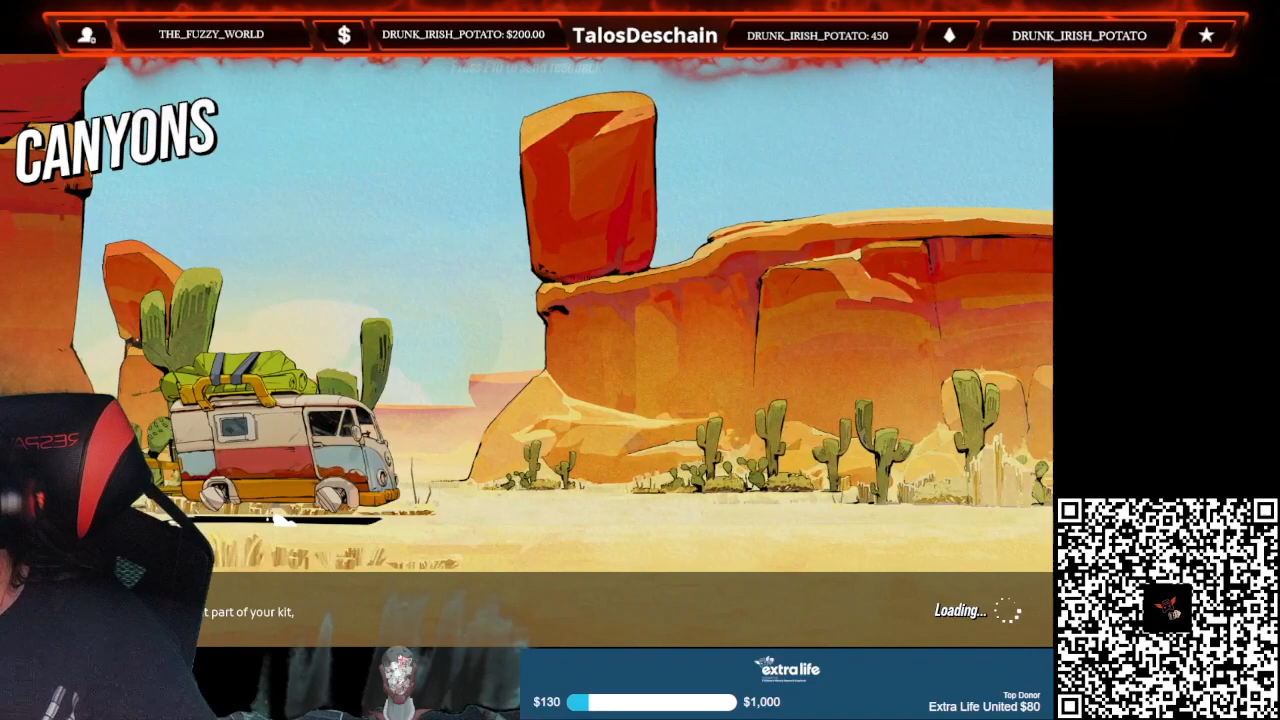 THE_FUZZY_WORLD
$
DRUNK_IRISH_POTATO: $200.00
TalosDeschain
DRUNK_IRISH_POTATO: 450
DRUNK_IRISH_POTATO
CANYONS
t part of your kit,
Loading...
extra life
$130
$1,000
Top Donor
Extra Life United $80